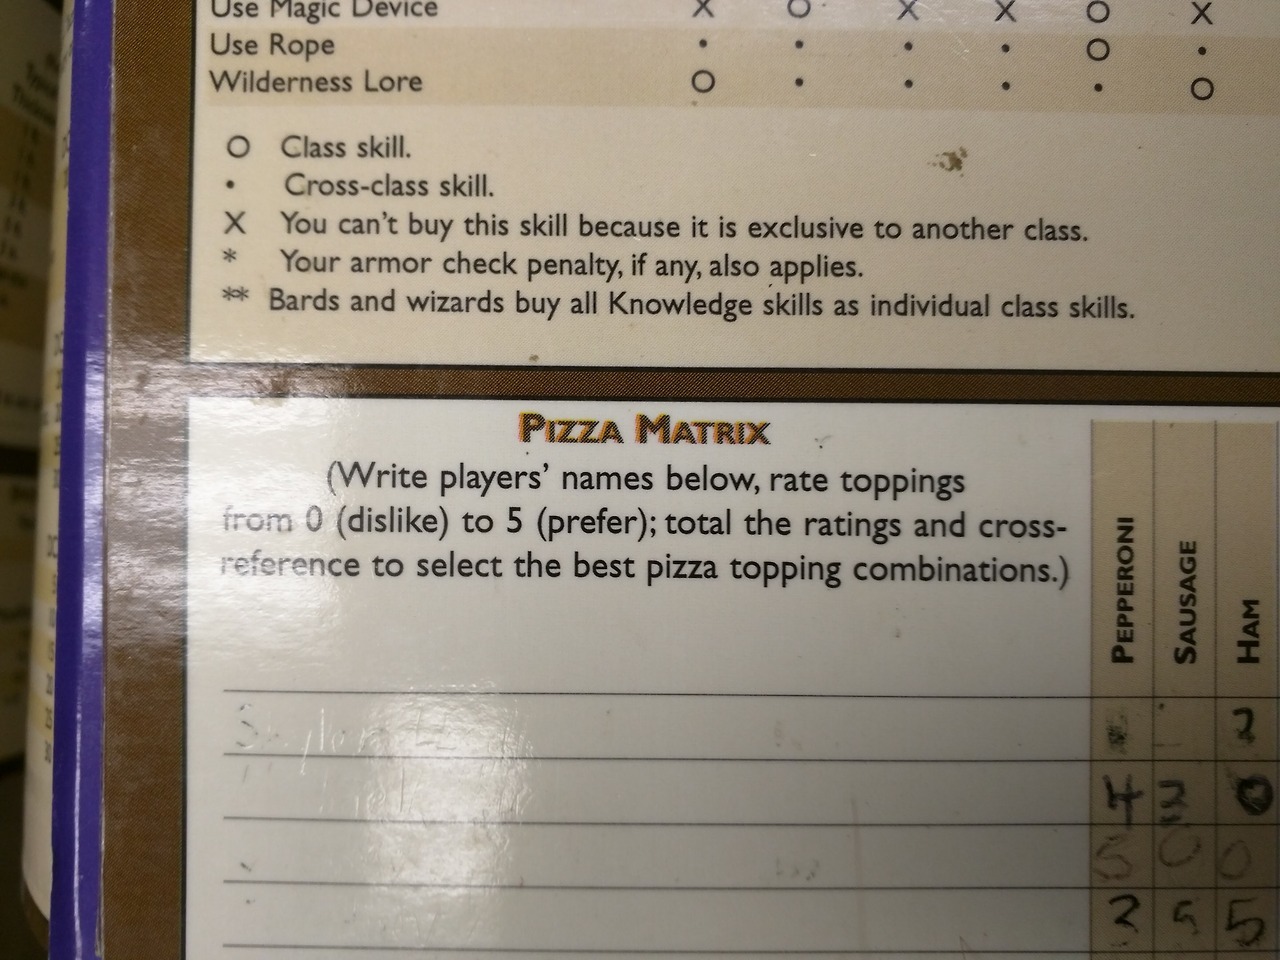 Use Magic Device X O X X O X
Use Rope • • • • O •
Wilderness Lore O • • • • O
O Class skill.
• Cross-class skill.
X You can't buy this skill because it is exclusive to another class.
* Your armor check penalty, if any, also applies.
** Bards and wizards buy all Knowledge skills as individual class skills.
PIZZA MATRIX
(Write players' names below, rate toppings
from 0 (dislike) to 5 (prefer); total the ratings and cross-
reference to select the best pizza topping combinations.)
PEPPERONI
SAUSAGE
HAM
2
4
0 0
2 5 5